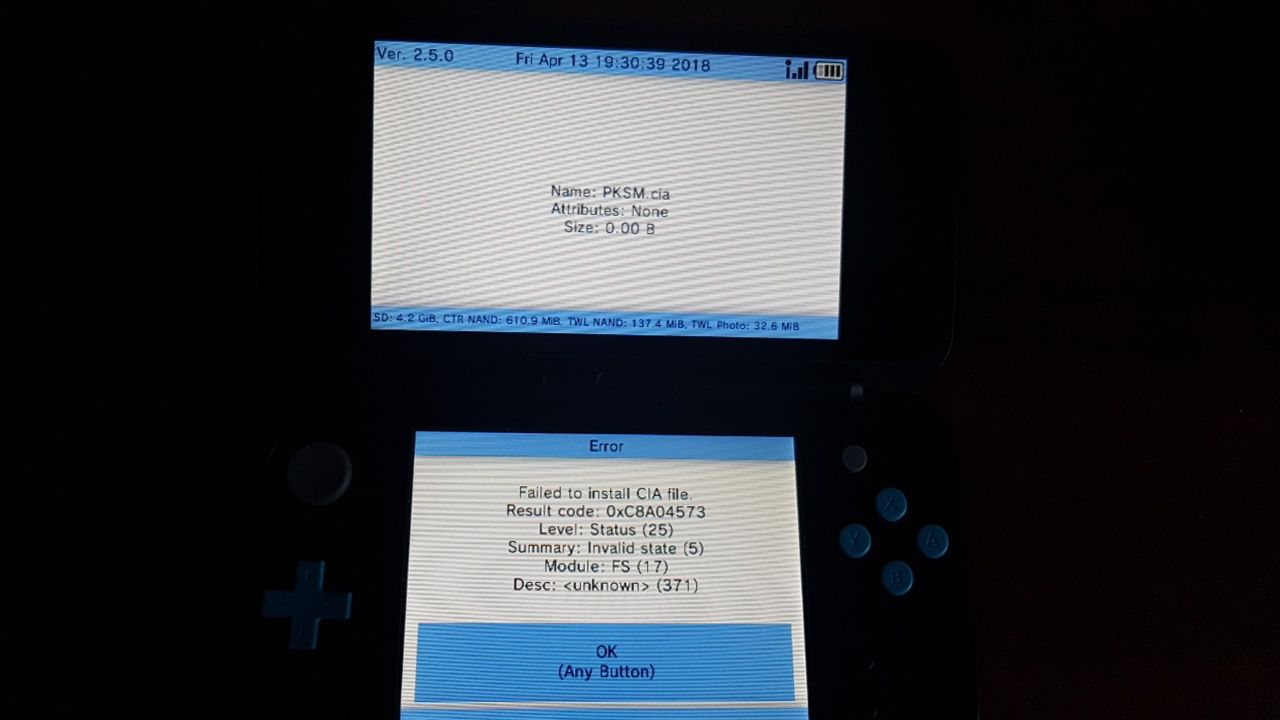 Ver. 2.5.0 Fri Apr 13 19:30:39 2018
Name: PKSM.cia
Attributes: None
Size: 0.00 B
SD: 4.2 GiB, CTR NAND: 610.9 MiB, TWL NAND: 137.4 MiB, TWL Photo: 32.6 MiB
Error
Failed to install CIA file.
Result code: 0xC8A04573
Level: Status (25)
Summary: Invalid state (5)
Module: FS (17)
Desc: <unknown> (371)
OK
(Any Button)
X
Y
A
B